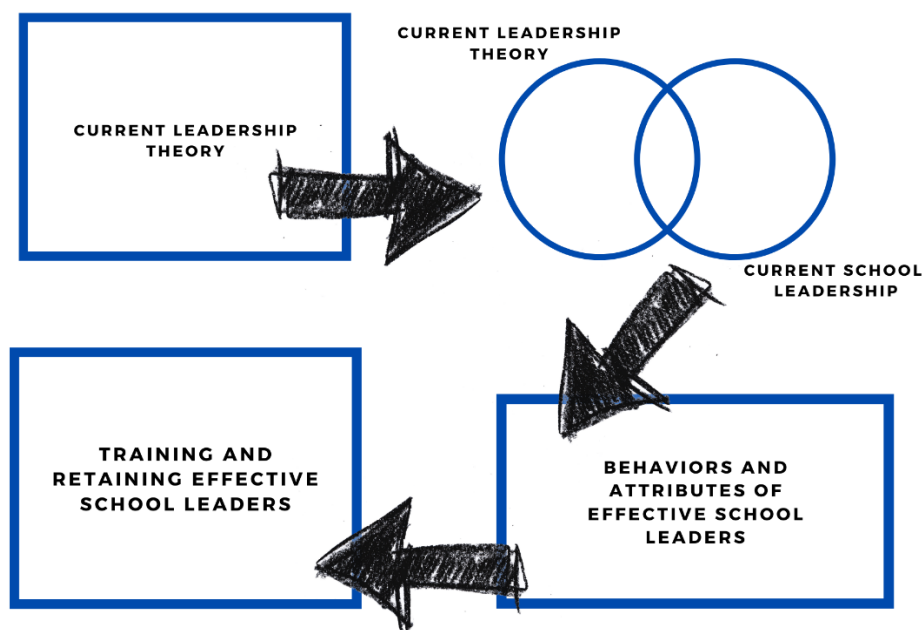 CURRENT LEADERSHIP
THEORY
CURRENT LEADERSHIP
THEORY
CURRENT SCHOOL
LEADERSHIP
BEHAVIORS AND
ATTRIBUTES OF
EFFECTIVE SCHOOL
LEADERS
TRAINING AND
RETAINING EFFECTIVE
SCHOOL LEADERS